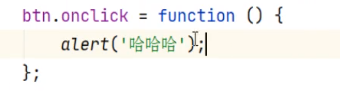 btn.onclick = function () {
    alert('哈哈哈');
};